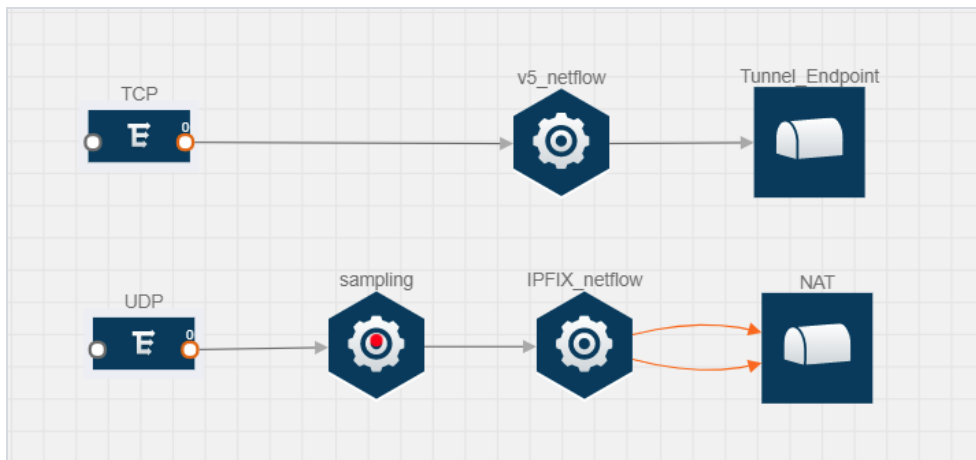 v5_netflow
Tunnel_Endpoint
TCP
0
sampling
IPFIX_netflow
NAT
UDP
0